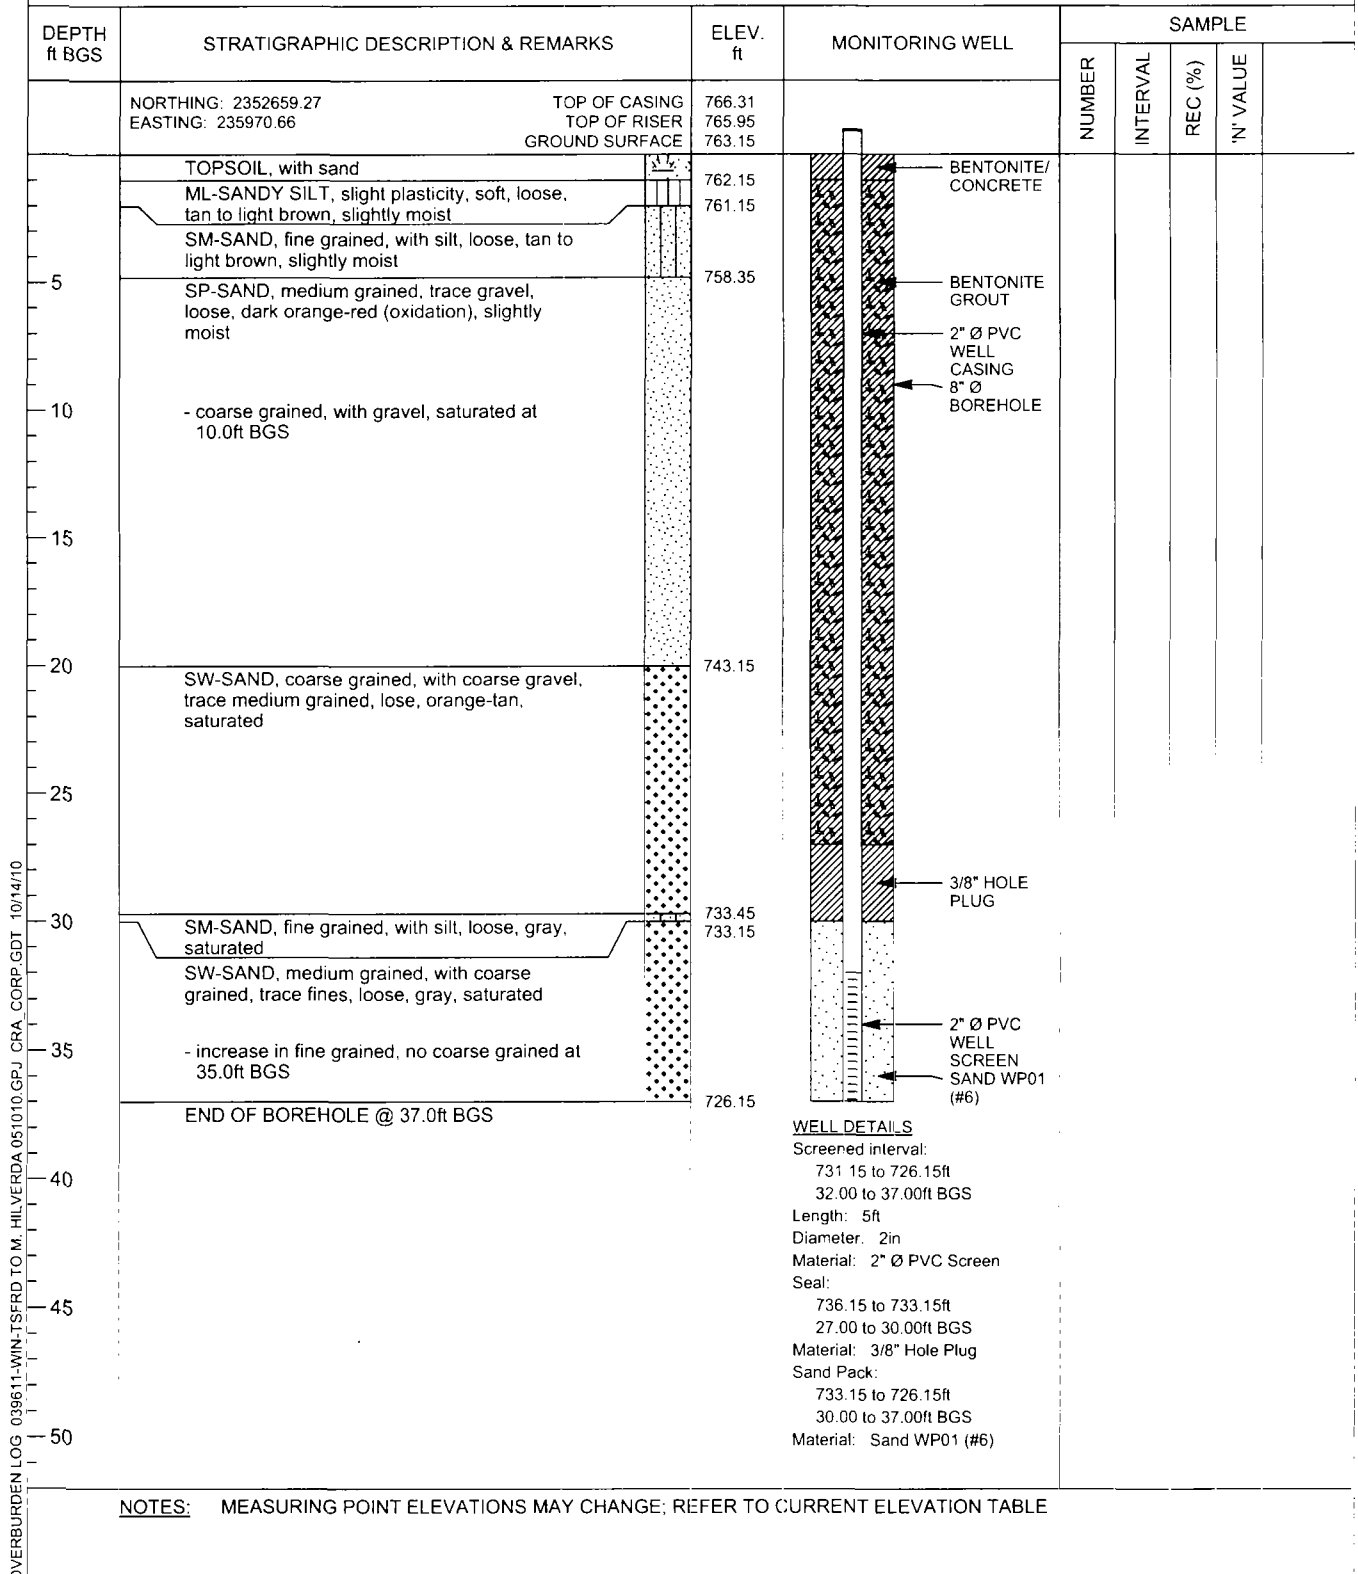 DEPTH
ft BGS
STRATIGRAPHIC DESCRIPTION & REMARKS
ELEV.
ft
MONITORING WELL
SAMPLE
NUMBER
INTERVAL
REC (%)
'N' VALUE
NORTHING: 2352659.27
EASTING: 235970.66
TOP OF CASING
TOP OF RISER
GROUND SURFACE
766.31
765.95
763.15
TOPSOIL, with sand
762.15
ML-SANDY SILT, slight plasticity, soft, loose,
tan to light brown, slightly moist
761.15
SM-SAND, fine grained, with silt, loose, tan to
light brown, slightly moist
758.35
SP-SAND, medium grained, trace gravel,
loose, dark orange-red (oxidation), slightly
moist
- coarse grained, with gravel, saturated at
10.0ft BGS
743.15
SW-SAND, coarse grained, with coarse gravel,
trace medium grained, lose, orange-tan,
saturated
733.45
733.15
SM-SAND, fine grained, with silt, loose, gray,
saturated
SW-SAND, medium grained, with coarse
grained, trace fines, loose, gray, saturated
- increase in fine grained, no coarse grained at
35.0ft BGS
726.15
END OF BOREHOLE @ 37.0ft BGS
5
10
15
20
25
30
35
40
45
50
BENTONITE/
CONCRETE
BENTONITE
GROUT
2" Ø PVC
WELL
CASING
8" Ø
BOREHOLE
3/8" HOLE
PLUG
2" Ø PVC
WELL
SCREEN
SAND WP01
(#6)
WELL DETAILS
Screened interval:
731 15 to 726.15ft
32.00 to 37.00ft BGS
Length: 5ft
Diameter. 2in
Material: 2" Ø PVC Screen
Seal:
736.15 to 733.15ft
27.00 to 30.00ft BGS
Material: 3/8" Hole Plug
Sand Pack:
733.15 to 726.15ft
30.00 to 37.00ft BGS
Material: Sand WP01 (#6)
NOTES: MEASURING POINT ELEVATIONS MAY CHANGE; REFER TO CURRENT ELEVATION TABLE
OVERBURDEN LOG 039611-WIN-TSFRD TO M. HILVERDA 051010.GPJ CRA_CORP.GDT 10/14/10